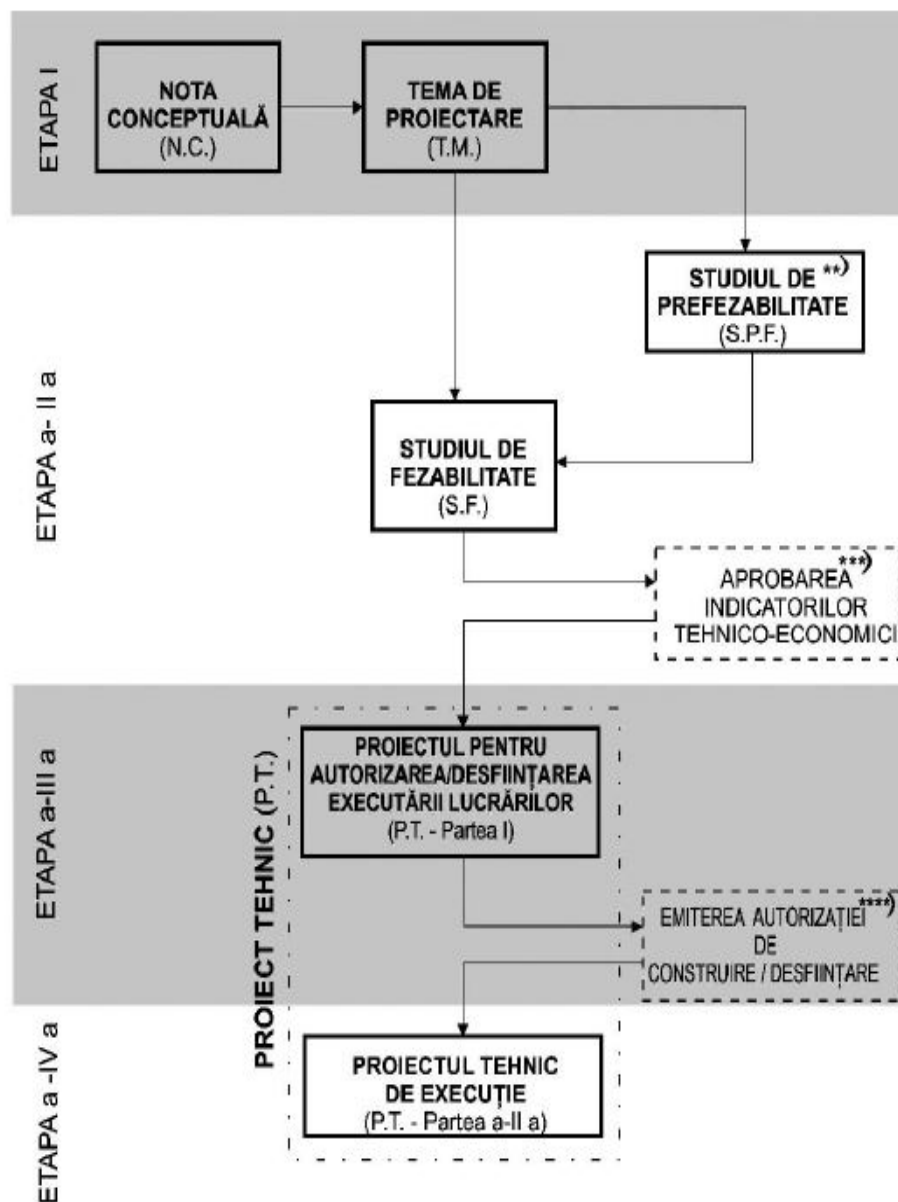 ETAPA I
NOTA
CONCEPTUALĂ
(N.C.)
TEMA DE
PROIECTARE
(T.M.)
ETAPA a- II a
STUDIUL DE **)
PREFEZABILITATE
(S.P.F.)
STUDIUL DE
FEZABILITATE
(S.F.)
APROBAREA ***)
INDICATORILOR
TEHNICO-ECONOMICI
ETAPA a-III a
PROIECT TEHNIC (P.T.)
PROIECTUL PENTRU
AUTORIZAREA/DESFIINȚAREA
EXECUTĂRII LUCRĂRILOR
(P.T. - Partea I)
EMITEREA AUTORIZAȚIEI ****)
DE
CONSTRUIRE / DESFIINȚARE
ETAPA a -IV a
PROIECTUL TEHNIC
DE EXECUȚIE
(P.T. - Partea a-II a)